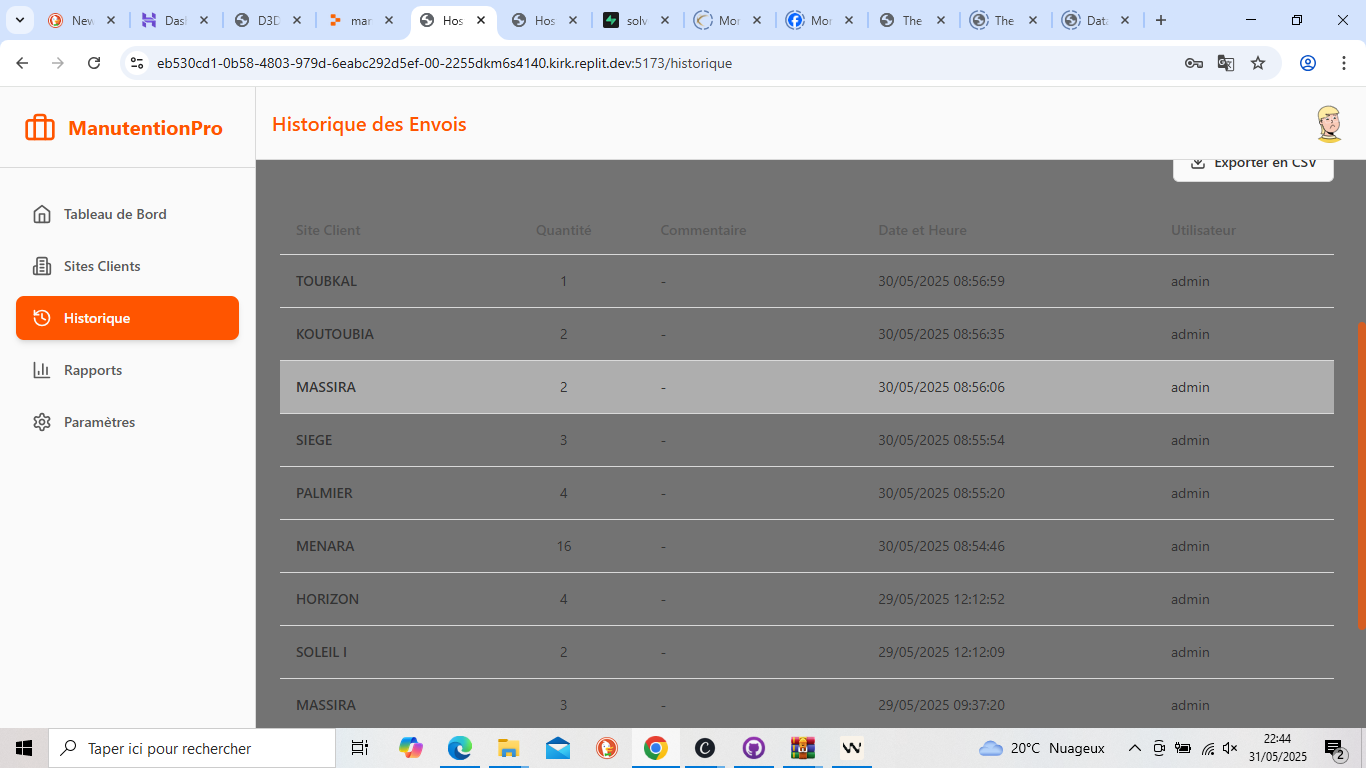 New
Das
D3D
mar
Hos
Hos
solv
Mor
Mor
The
The
Data
eb530cd1-0b58-4803-979d-6eabc292d5ef-00-2255dkm6s4140.kirk.replit.dev:5173/historique
ManutentionPro
Historique des Envois
Exporter en CSV
Tableau de Bord
Sites Clients
Historique
Rapports
Paramètres
Site Client Quantité Commentaire Date et Heure Utilisateur
TOUBKAL 1 - 30/05/2025 08:56:59 admin
KOUTOUBIA 2 - 30/05/2025 08:56:35 admin
MASSIRA 2 - 30/05/2025 08:56:06 admin
SIEGE 3 - 30/05/2025 08:55:54 admin
PALMIER 4 - 30/05/2025 08:55:20 admin
MENARA 16 - 30/05/2025 08:54:46 admin
HORIZON 4 - 29/05/2025 12:12:52 admin
SOLEIL I 2 - 29/05/2025 12:12:09 admin
MASSIRA 3 - 29/05/2025 09:37:20 admin
Taper ici pour rechercher
20°C Nuageux
22:44
31/05/2025
2